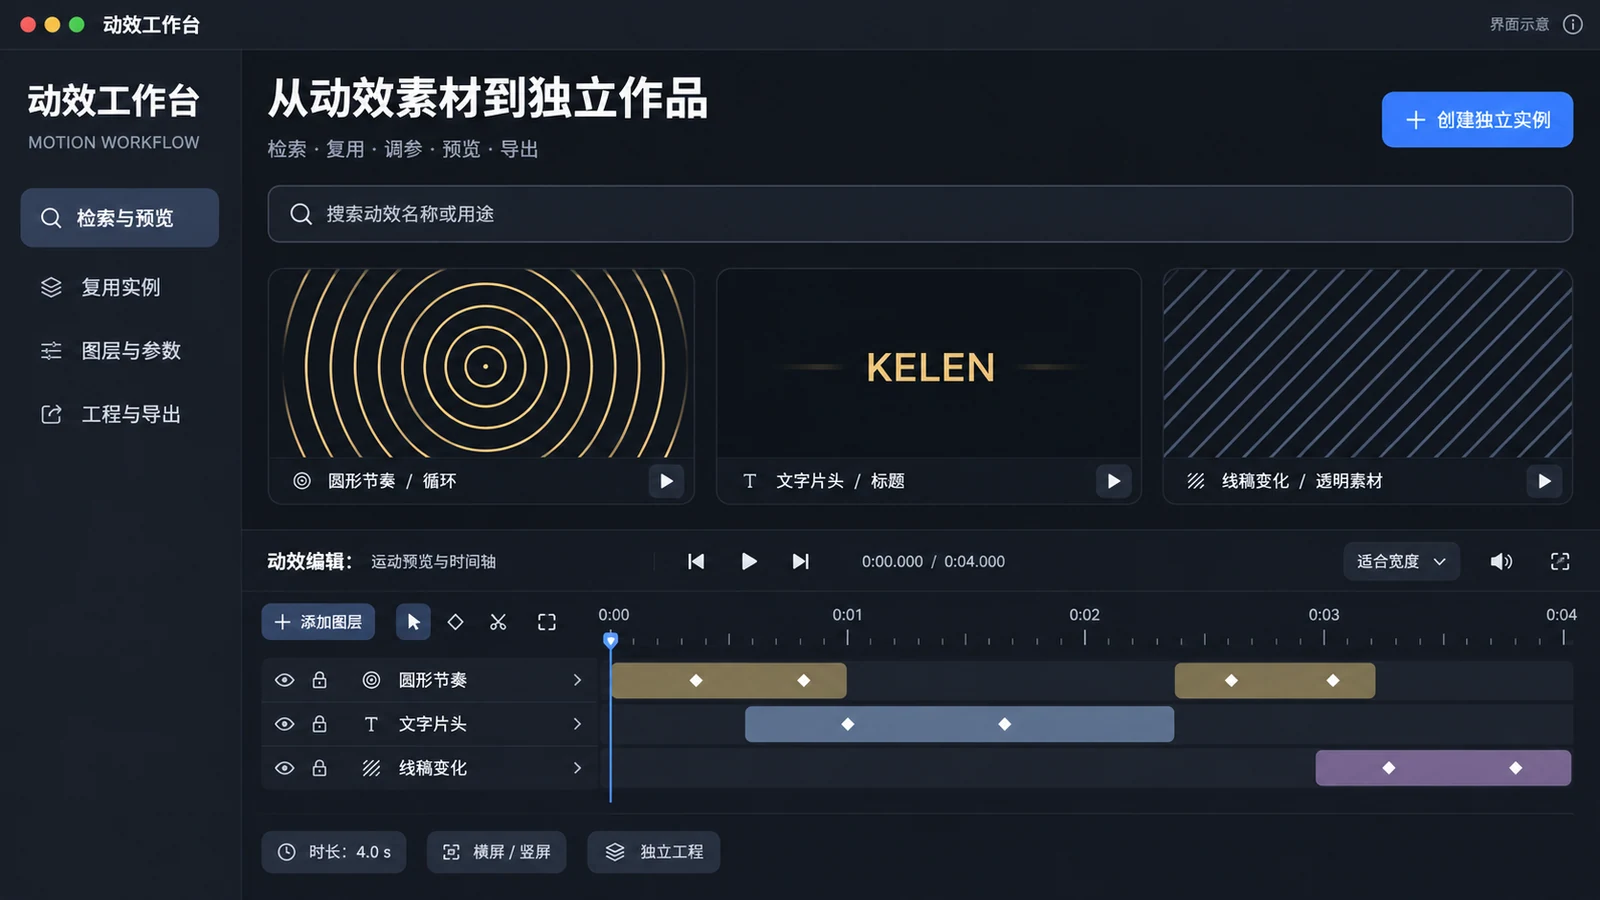 动效工作台
界面示意
动效工作台
MOTION WORKFLOW
检索与预览
复用实例
图层与参数
工程与导出
从动效素材到独立作品
检索 · 复用 · 调参 · 预览 · 导出
+ 创建独立实例
搜索动效名称或用途
KELEN
圆形节奏 / 循环
文字片头 / 标题
线稿变化 / 透明素材
动效编辑： 运动预览与时间轴
0:00.000 / 0:04.000
适合宽度
+ 添加图层
0:00 0:01 0:02 0:03 0:04
圆形节奏
文字片头
线稿变化
时长：4.0 s
横屏 / 竖屏
独立工程